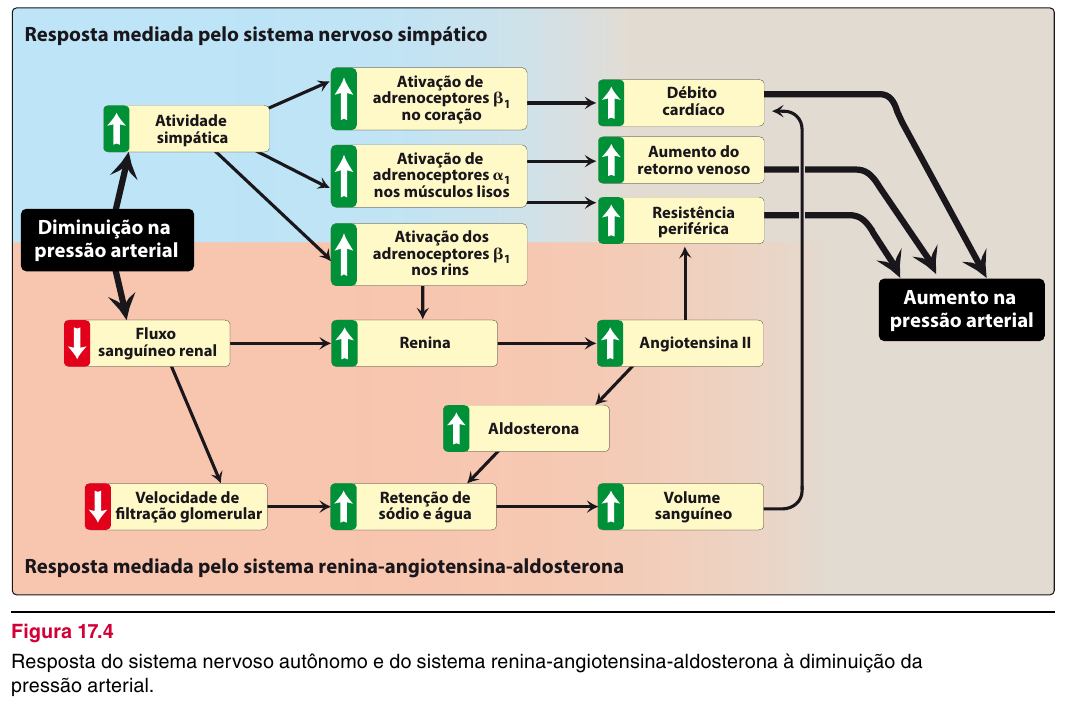 Resposta mediada pelo sistema nervoso simpático
Ativação de
adrenoceptores β1
no coração
Débito
cardíaco
Atividade
simpática
Ativação de
adrenoceptores α1
nos músculos lisos
Aumento do
retorno venoso
Diminuição na
pressão arterial
Ativação dos
adrenoceptores β1
nos rins
Resistência
periférica
Aumento na
pressão arterial
Fluxo
sanguíneo renal
Renina
Angiotensina II
Aldosterona
Velocidade de
filtração glomerular
Retenção de
sódio e água
Volume
sanguíneo
Resposta mediada pelo sistema renina-angiotensina-aldosterona
Figura 17.4
Resposta do sistema nervoso autônomo e do sistema renina-angiotensina-aldosterona à diminuição da
pressão arterial.